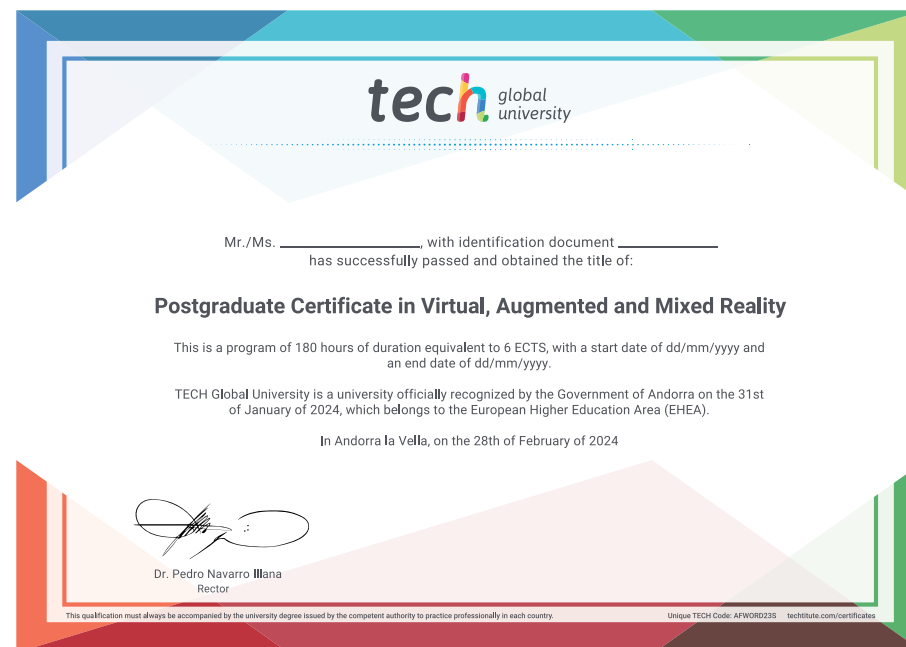 tech global university
Mr./Ms. ____________, with identification document ____________
has successfully passed and obtained the title of:
Postgraduate Certificate in Virtual, Augmented and Mixed Reality
This is a program of 180 hours of duration equivalent to 6 ECTS, with a start date of dd/mm/yyyy and
an end date of dd/mm/yyyy.
TECH Global University is a university officially recognized by the Government of Andorra on the 31st
of January of 2024, which belongs to the European Higher Education Area (EHEA).
In Andorra la Vella, on the 28th of February of 2024
Dr. Pedro Navarro Illana
Rector
This qualification must always be accompanied by the university degree issued by the competent authority to practice professionally in each country.
Unique TECH Code: AFWORD23S techtitute.com/certificates